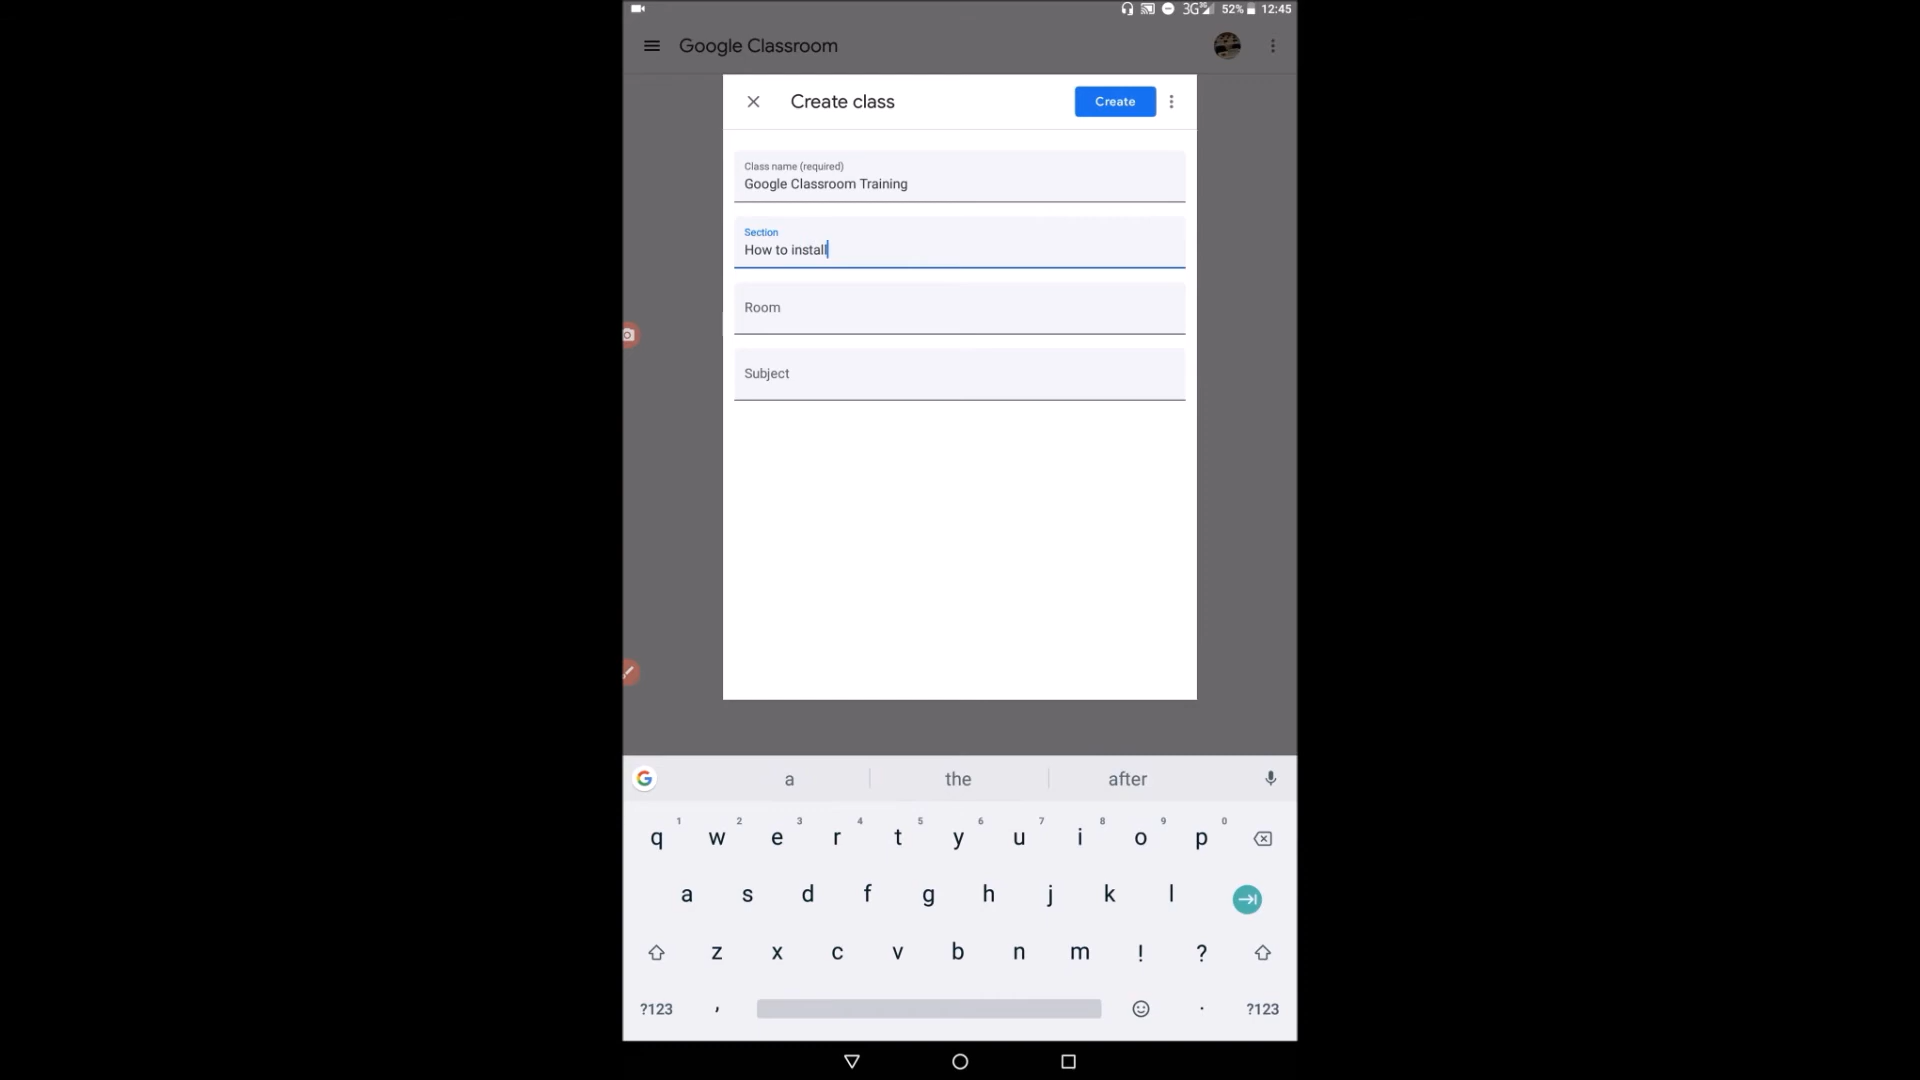 3G 3G 52% 12:45
Google Classroom
Create class Create
Class name (required)
Google Classroom Training
Section
How to install
Room
Subject
G a the after
1 2 3 4 5 6 7 8 9 0
q w e r t y u i o p
a s d f g h j k l
z x c v b n m ! ?
?123 , . ?123